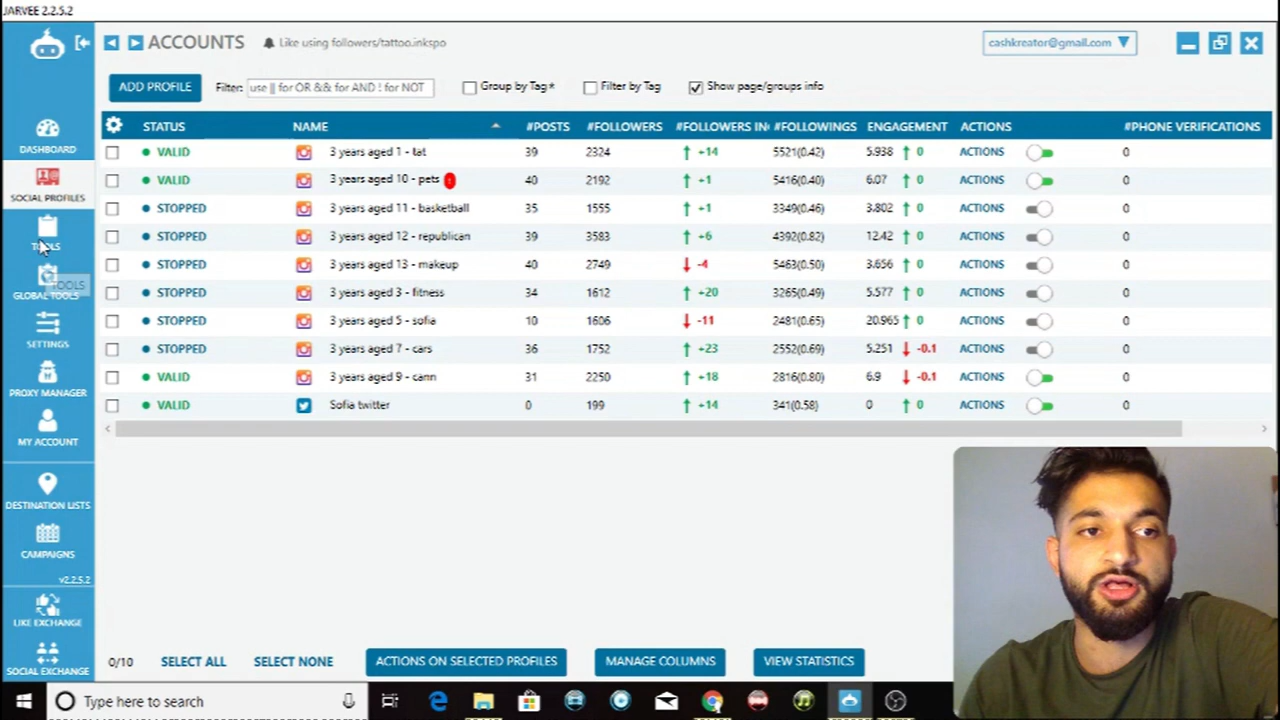 JARVEE 2.2.5.2
ACCOUNTS Like using followers/tattoo.inkspo cashkreator@gmail.com
ADD PROFILE Filter: use || for OR && for AND ! for NOT Group by Tag* Filter by Tag Show page/groups info
STATUS NAME #POSTS #FOLLOWERS #FOLLOWERS IN #FOLLOWINGS ENGAGEMENT ACTIONS #PHONE VERIFICATIONS
VALID 3 years aged 1 - tat 39 2324 +14 5521(0.42) 5.938 0 ACTIONS 0
VALID 3 years aged 10 - pets 40 2192 +1 5416(0.40) 6.07 0 ACTIONS 0
STOPPED 3 years aged 11 - basketball 35 1555 +1 3349(0.46) 3.802 0 ACTIONS 0
STOPPED 3 years aged 12 - republican 39 3583 +6 4392(0.82) 12.42 0 ACTIONS 0
STOPPED 3 years aged 13 - makeup 40 2749 -4 5463(0.50) 3.656 0 ACTIONS 0
STOPPED 3 years aged 3 - fitness 34 1612 +20 3265(0.49) 5.577 0 ACTIONS 0
STOPPED 3 years aged 5 - sofia 10 1606 -11 2481(0.65) 20.965 0 ACTIONS 0
STOPPED 3 years aged 7 - cars 36 1752 +23 2552(0.69) 5.251 -0.1 ACTIONS 0
VALID 3 years aged 9 - cann 31 2250 +18 2816(0.80) 6.9 -0.1 ACTIONS 0
VALID Sofia twitter 0 199 +14 341(0.58) 0 0 ACTIONS 0
DASHBOARD
SOCIAL PROFILES
TOOLS
TOOLS
GLOBAL TOOLS
SETTINGS
PROXY MANAGER
MY ACCOUNT
DESTINATION LISTS
CAMPAIGNS
v2.2.5.2
LIKE EXCHANGE
SOCIAL EXCHANGE
0/10 SELECT ALL SELECT NONE ACTIONS ON SELECTED PROFILES MANAGE COLUMNS VIEW STATISTICS
Type here to search